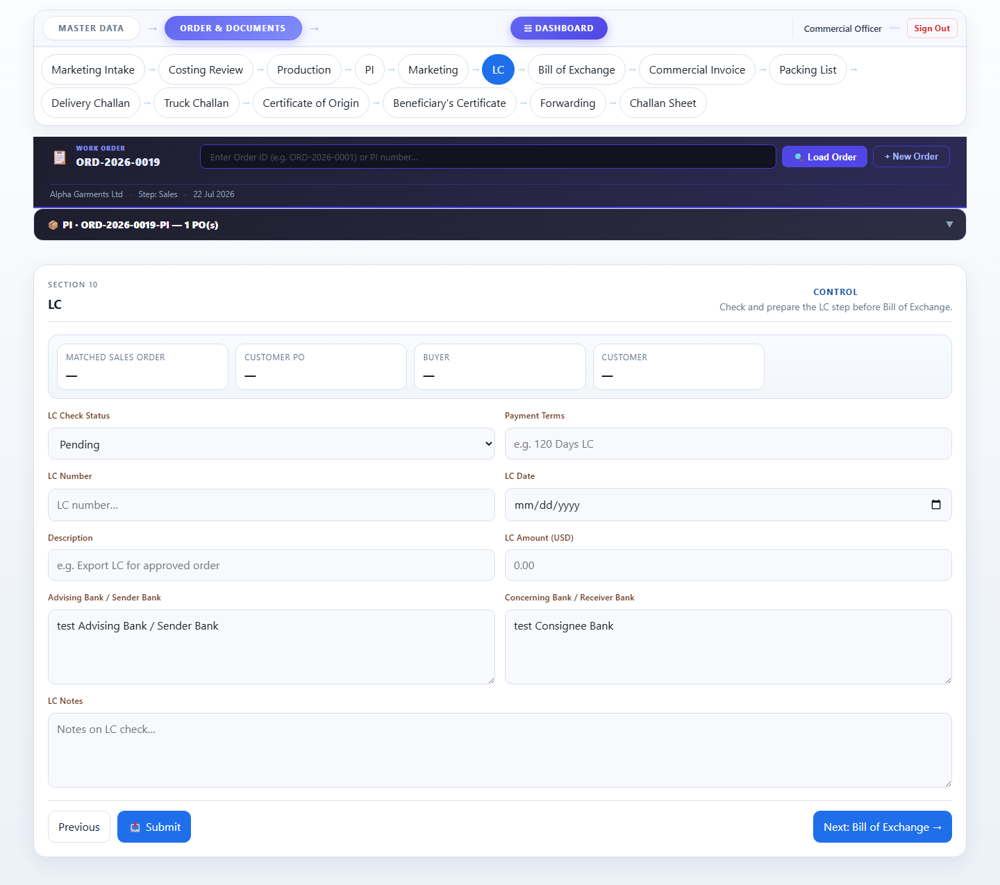 MASTER DATA → ORDER & DOCUMENTS → DASHBOARD Commercial Officer Sign Out
Marketing Intake → Costing Review → Production → PI → Marketing → LC → Bill of Exchange → Commercial Invoice → Packing List →
Delivery Challan → Truck Challan → Certificate of Origin → Beneficiary's Certificate → Forwarding → Challan Sheet
WORK ORDER
ORD-2026-0019
Enter Order ID (e.g. ORD-2026-0001) or PI number...
Load Order
+ New Order
Alpha Garments Ltd · Step: Sales · 22 Jul 2026
PI · ORD-2026-0019-PI — 1 PO(s) ▼
SECTION 10
LC
CONTROL
Check and prepare the LC step before Bill of Exchange.
MATCHED SALES ORDER
—
CUSTOMER PO
—
BUYER
—
CUSTOMER
—
LC Check Status
Pending
Payment Terms
e.g. 120 Days LC
LC Number
LC number...
LC Date
mm/dd/yyyy
Description
e.g. Export LC for approved order
LC Amount (USD)
0.00
Advising Bank / Sender Bank
test Advising Bank / Sender Bank
Concerning Bank / Receiver Bank
test Consignee Bank
LC Notes
Notes on LC check...
Previous
Submit
Next: Bill of Exchange →